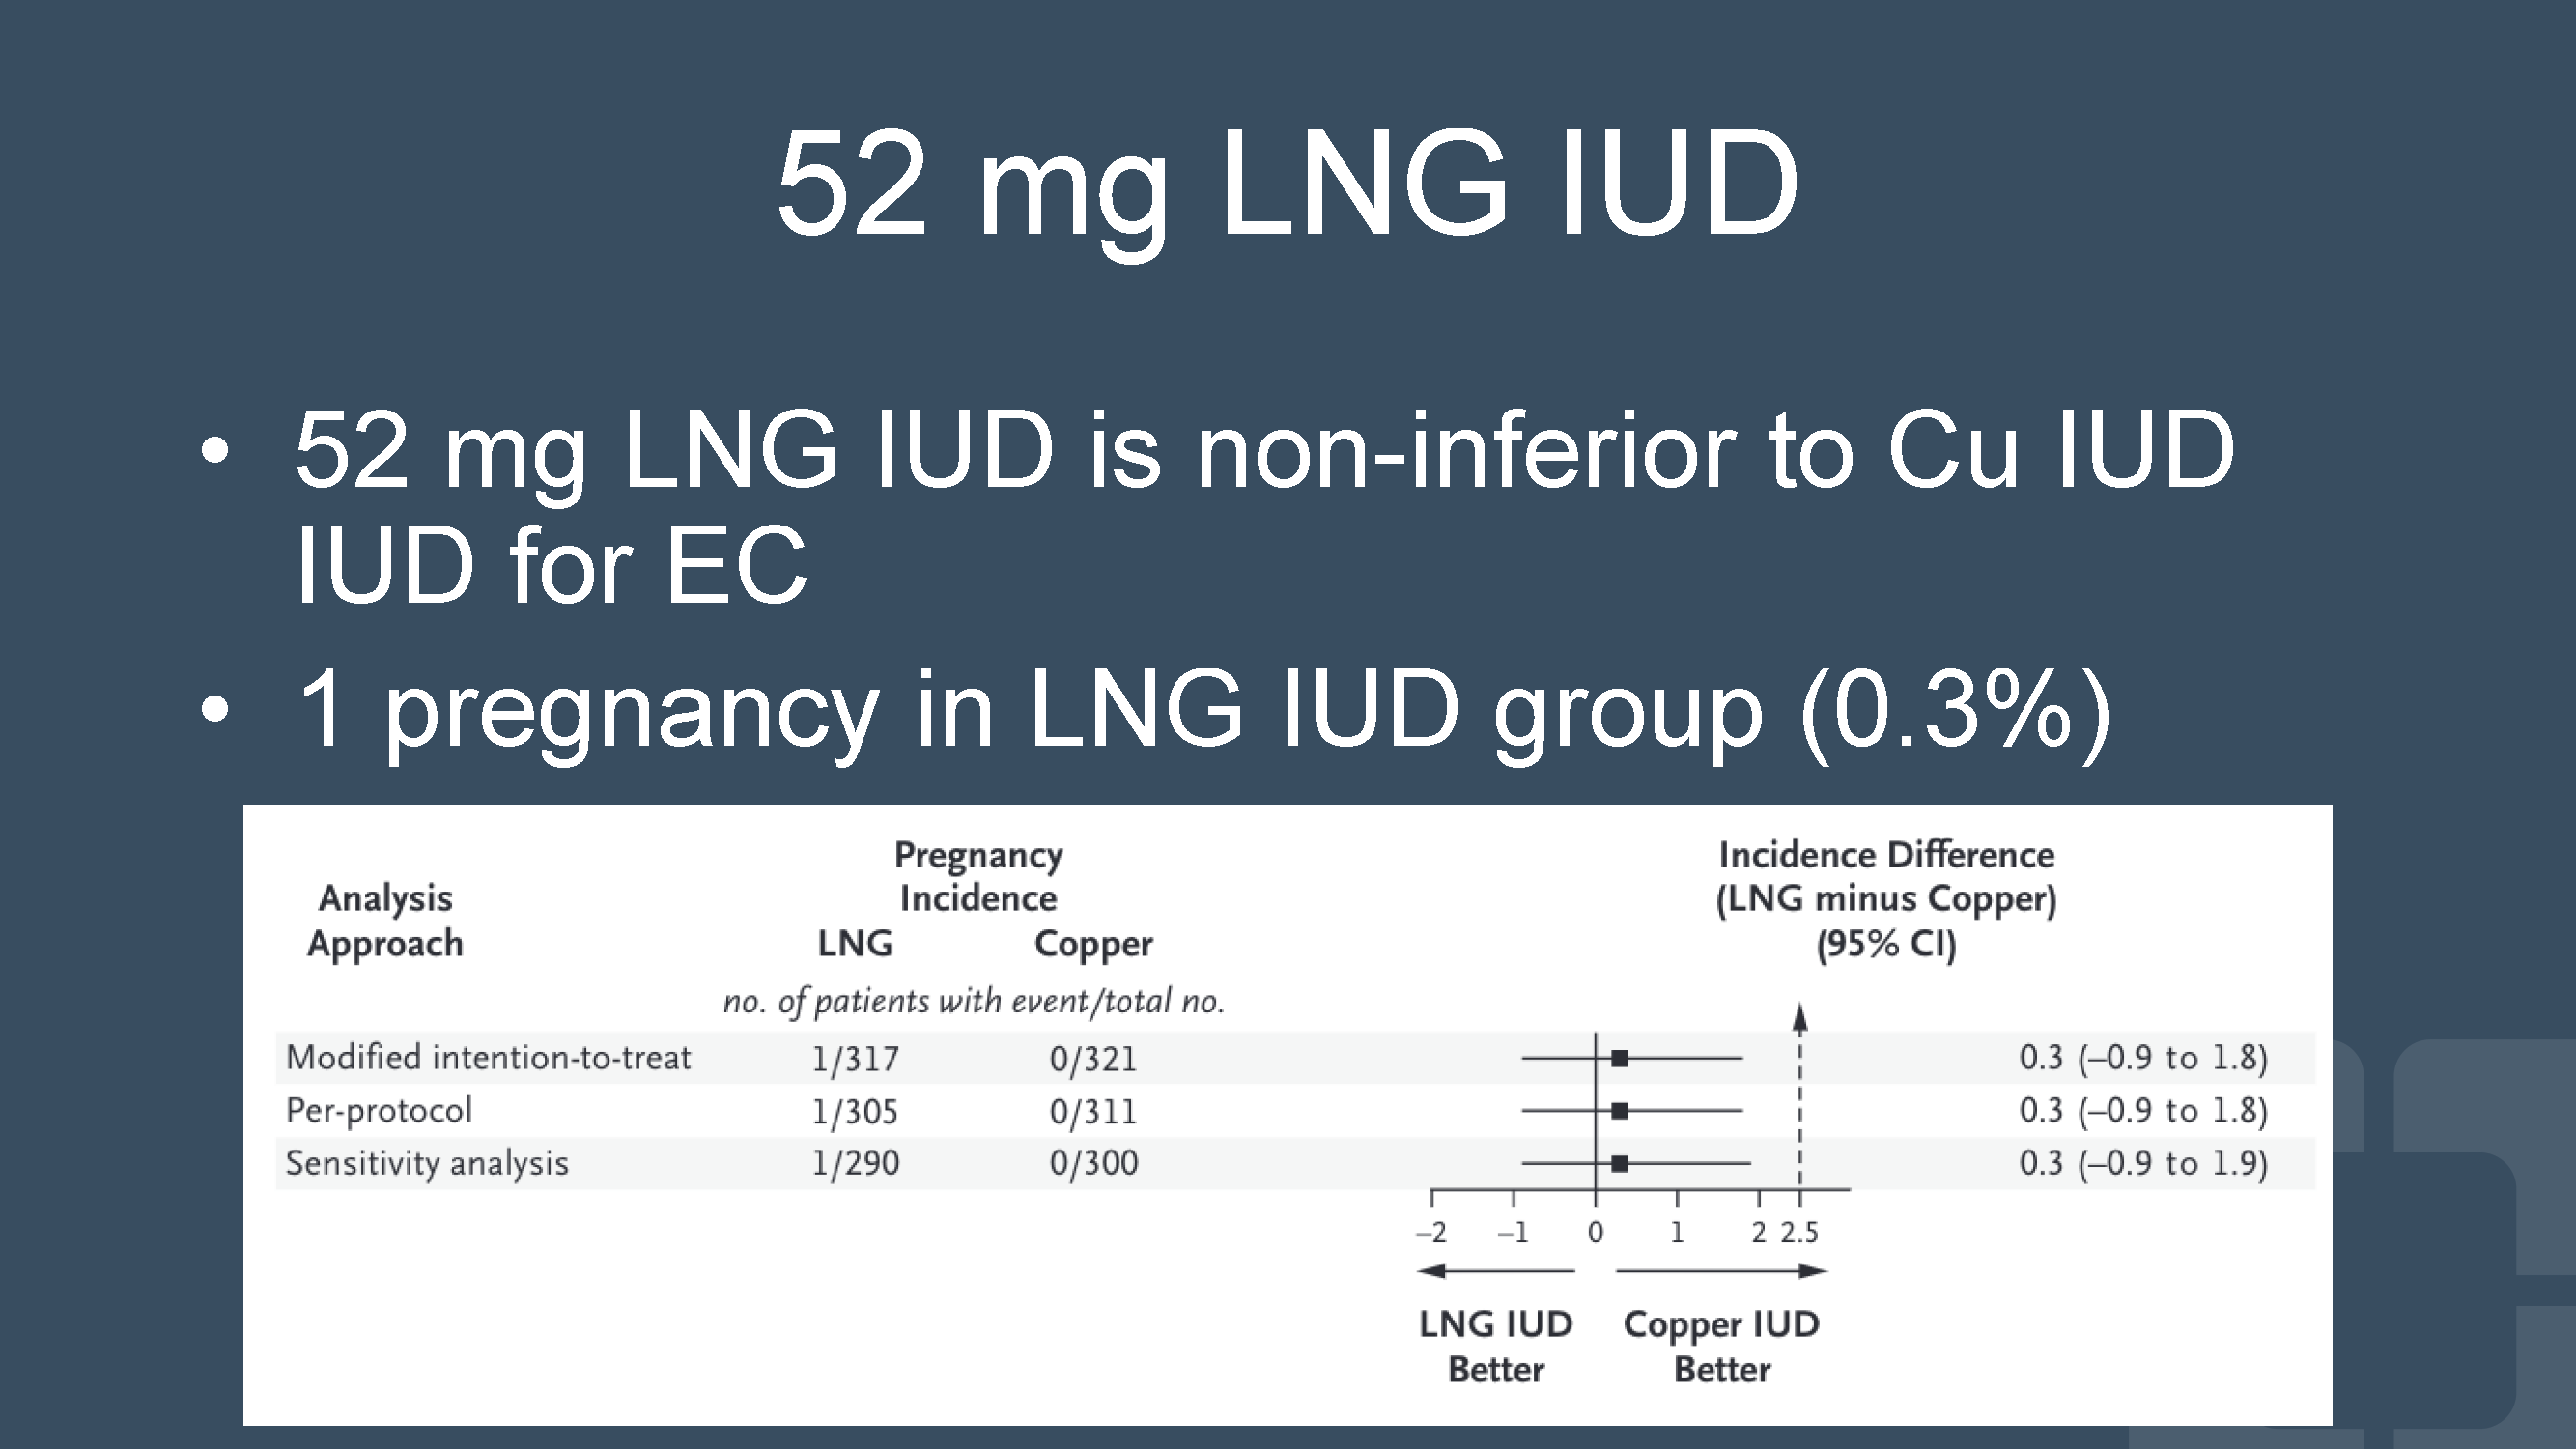 52 mg LNG IUD
• 52 mg LNG IUD is non-inferior to Cu IUD
IUD for EC
• 1 pregnancy in LNG IUD group (0.3%)
Analysis
Approach
Pregnancy
Incidence
LNG Copper
Incidence Difference
(LNG minus Copper)
(95% CI)
no. of patients with event/total no.
Modified intention-to-treat 1/317 0/321 0.3 (–0.9 to 1.8)
Per-protocol 1/305 0/311 0.3 (–0.9 to 1.8)
Sensitivity analysis 1/290 0/300 0.3 (–0.9 to 1.9)
–2 –1 0 1 2 2.5
LNG IUD
Better
Copper IUD
Better